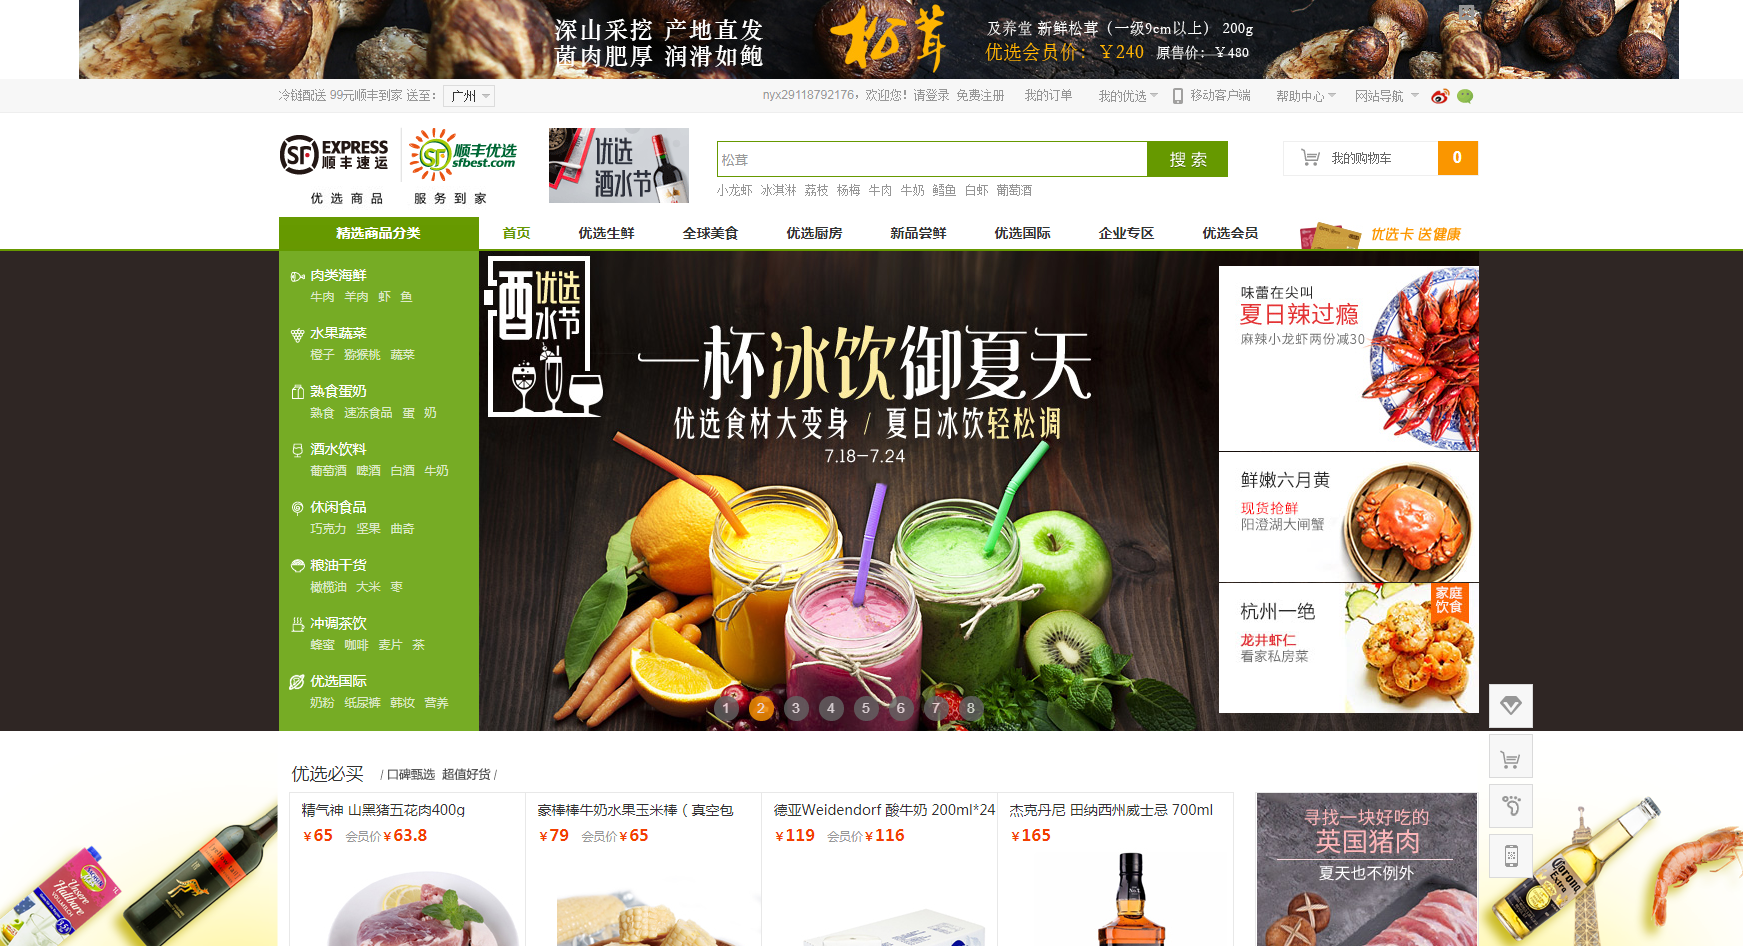 深山采挖 产地直发
菌肉肥厚 润滑如鲍
松茸
及养堂 新鲜松茸（一级9cm以上） 200g
优选会员价：￥240 原售价：￥480
冷链配送 99元顺丰到家 送至： 广州
nyx29118792176，欢迎您！请登录 免费注册 我的订单 我的优选 移动客户端 帮助中心 网站导航
SF EXPRESS 顺丰速运
SF 顺丰优选 sfbest.com
优选商品 服务到家
优选
酒水节
松茸
搜 索
小龙虾 冰淇淋 荔枝 杨梅 牛肉 牛奶 鳕鱼 白虾 葡萄酒
我的购物车 0
精选商品分类 首页 优选生鲜 全球美食 优选厨房 新品尝鲜 优选国际 企业专区 优选会员 优选卡 送健康
肉类海鲜
牛肉 羊肉 虾 鱼
水果蔬菜
橙子 猕猴桃 蔬菜
熟食蛋奶
熟食 速冻食品 蛋 奶
酒水饮料
葡萄酒 啤酒 白酒 牛奶
休闲食品
巧克力 坚果 曲奇
粮油干货
橄榄油 大米 枣
冲调茶饮
蜂蜜 咖啡 麦片 茶
优选国际
奶粉 纸尿裤 韩妆 营养
酒 优选
水节
一杯冰饮御夏天
优选食材大变身 / 夏日冰饮轻松调
7.18—7.24
1 2 3 4 5 6 7 8
味蕾在尖叫
夏日辣过瘾
麻辣小龙虾两份减30
鲜嫩六月黄
现货抢鲜
阳澄湖大闸蟹
杭州一绝
龙井虾仁
看家私房菜
家庭
饮食
优选必买 / 口碑甄选 超值好货 /
精气神 山黑猪五花肉400g
￥65 会员价￥63.8
豪棒棒牛奶水果玉米棒（真空包
￥79 会员价￥65
德亚Weidendorf 酸牛奶 200ml*24
￥119 会员价￥116
杰克丹尼 田纳西州威士忌 700ml
￥165
寻找一块好吃的
英国猪肉
夏天也不例外
Unsere
Haltbare
VOLLMILCH
3,5%
Corona
Extra